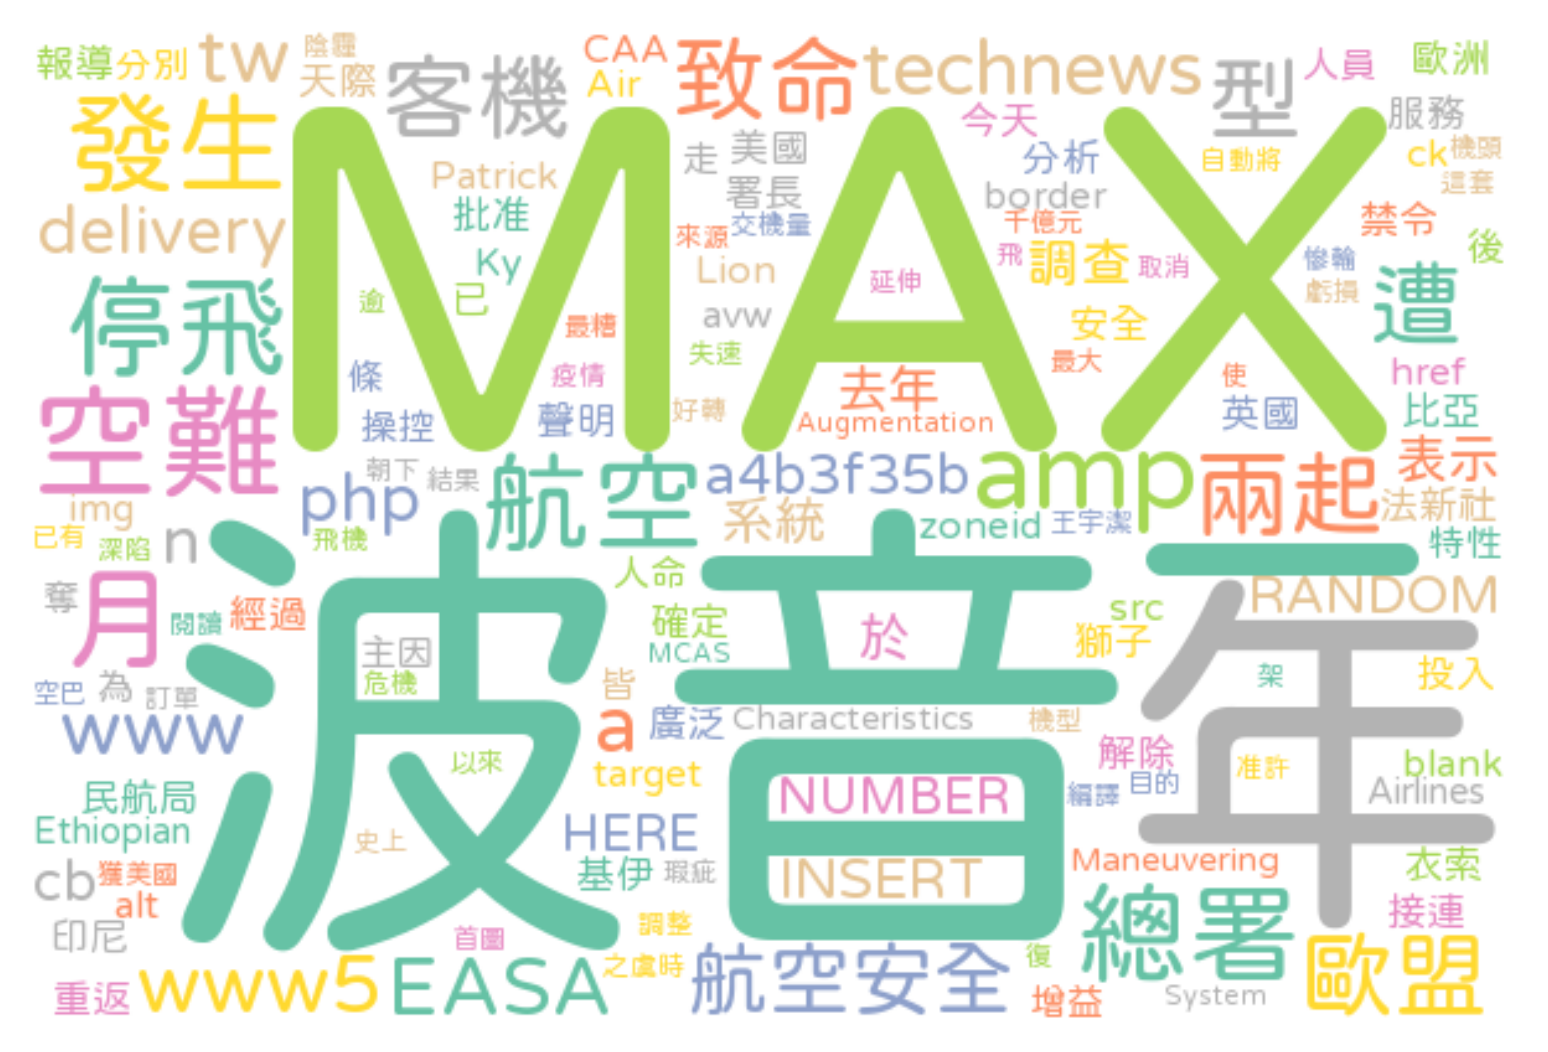 報導 分別 tw 陰霾 天際 客機 CAA Air 致命 technews 型 人員 歐洲
發生 Patrick 批准 走 美國 署長 今天 分析 border 自動將 服務 ck 機頭 這套
delivery MAX Ky 已 逾 來源 交機量 Lion avw 延伸 千億元 飛 調查 取消 禁令 慘輸 虧損 後
停飛 最糟 失速 安全 最大 遭
條 疫情 操控 聲明 好轉 去年 Augmentation 使 英國 href 比亞
空難 img php 朝下 結果 航空 a4b3f35b amp 兩起 表示 法新社
已有 深陷 n 飛機 系統 zoneid 王宇潔 特性
奪 月 閱讀 經過 波音 人命 確定 MCAS 於 src 獅子 一 年 RANDOM
主因 危機 架 投入
空巴 為 訂單 www 皆 a 廣泛 Characteristics 機型 解除
以來 target NUMBER 編譯 目的 准許 blank Airlines
民航局 Ethiopian 史上 HERE
cb 獲美國 alt 基伊 瑕疵 INSERT Maneuvering 衣索
印尼 首圖 調整 總署 接連
重返 www5 EASA 之虞時 航空安全 復 增益 System 歐盟